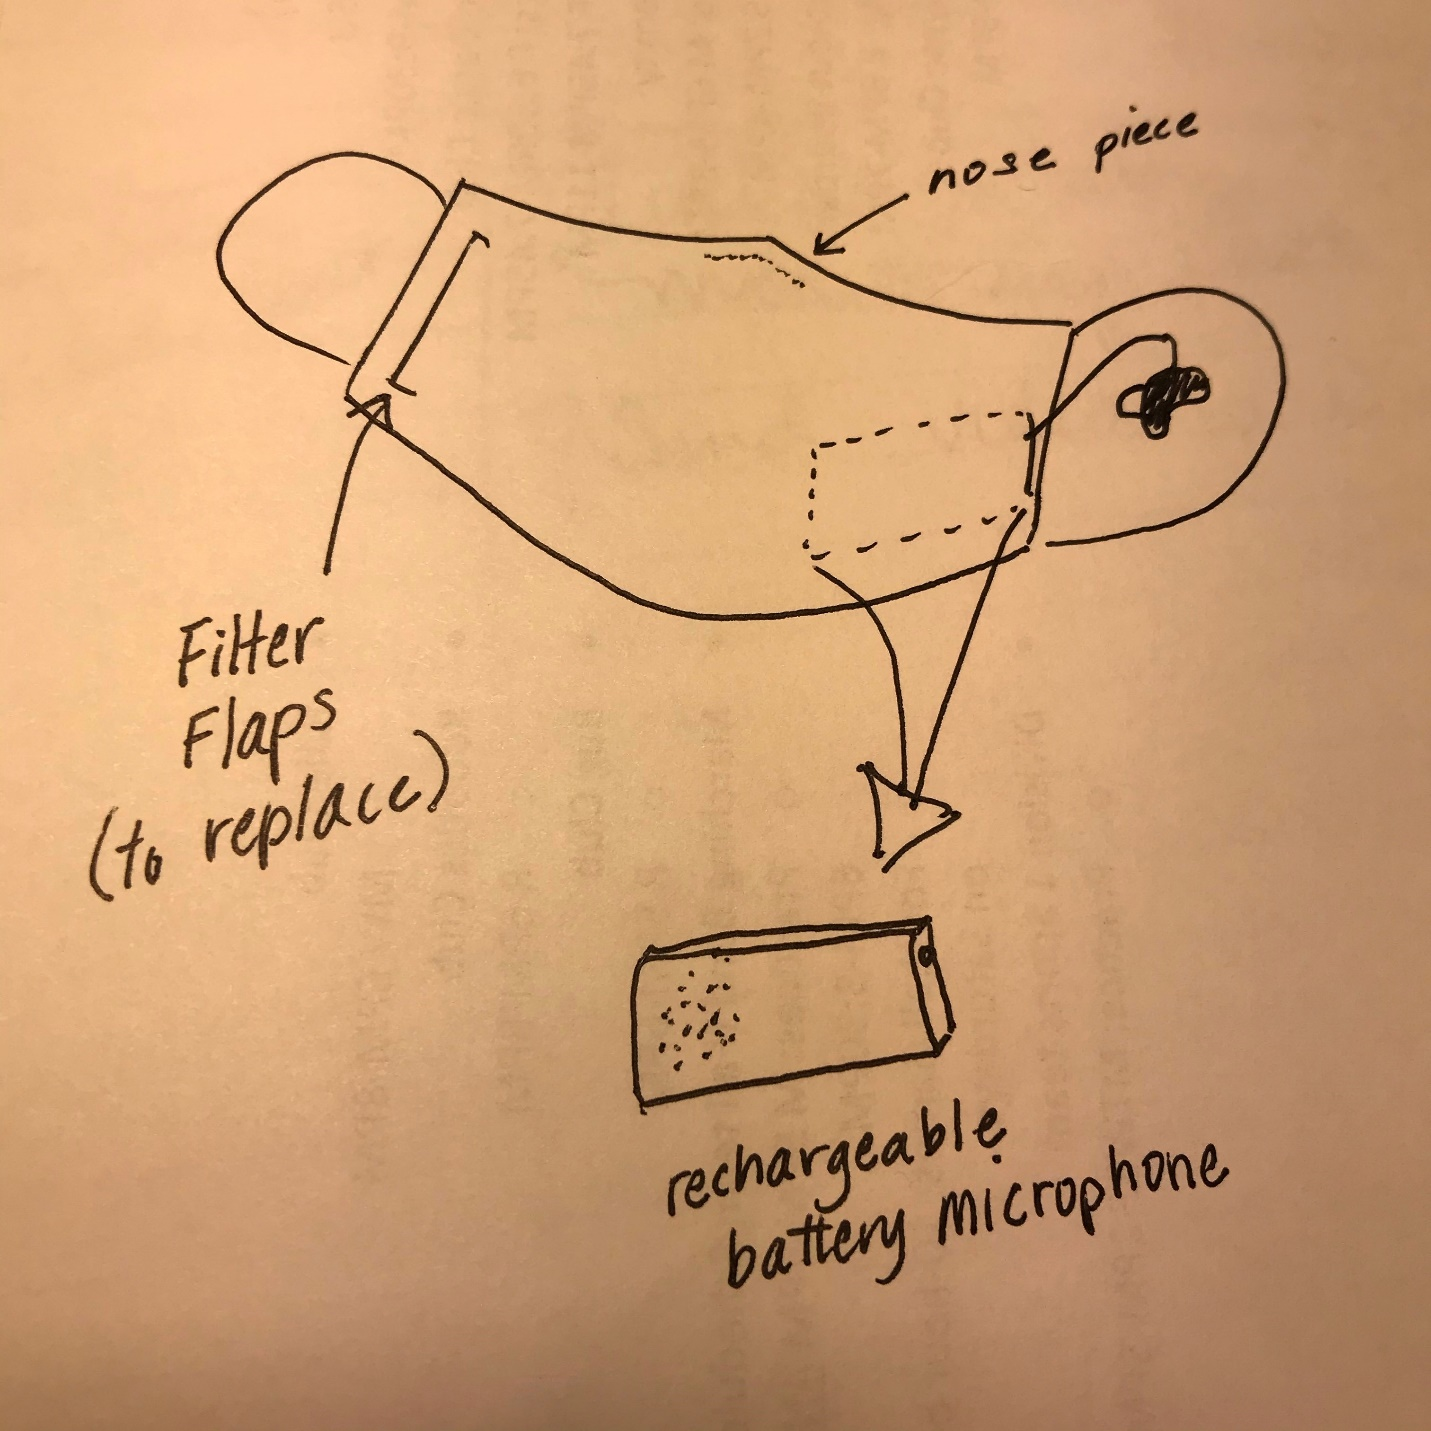 nose piece
Filter
Flaps
(to replace)
rechargeable
battery microphone